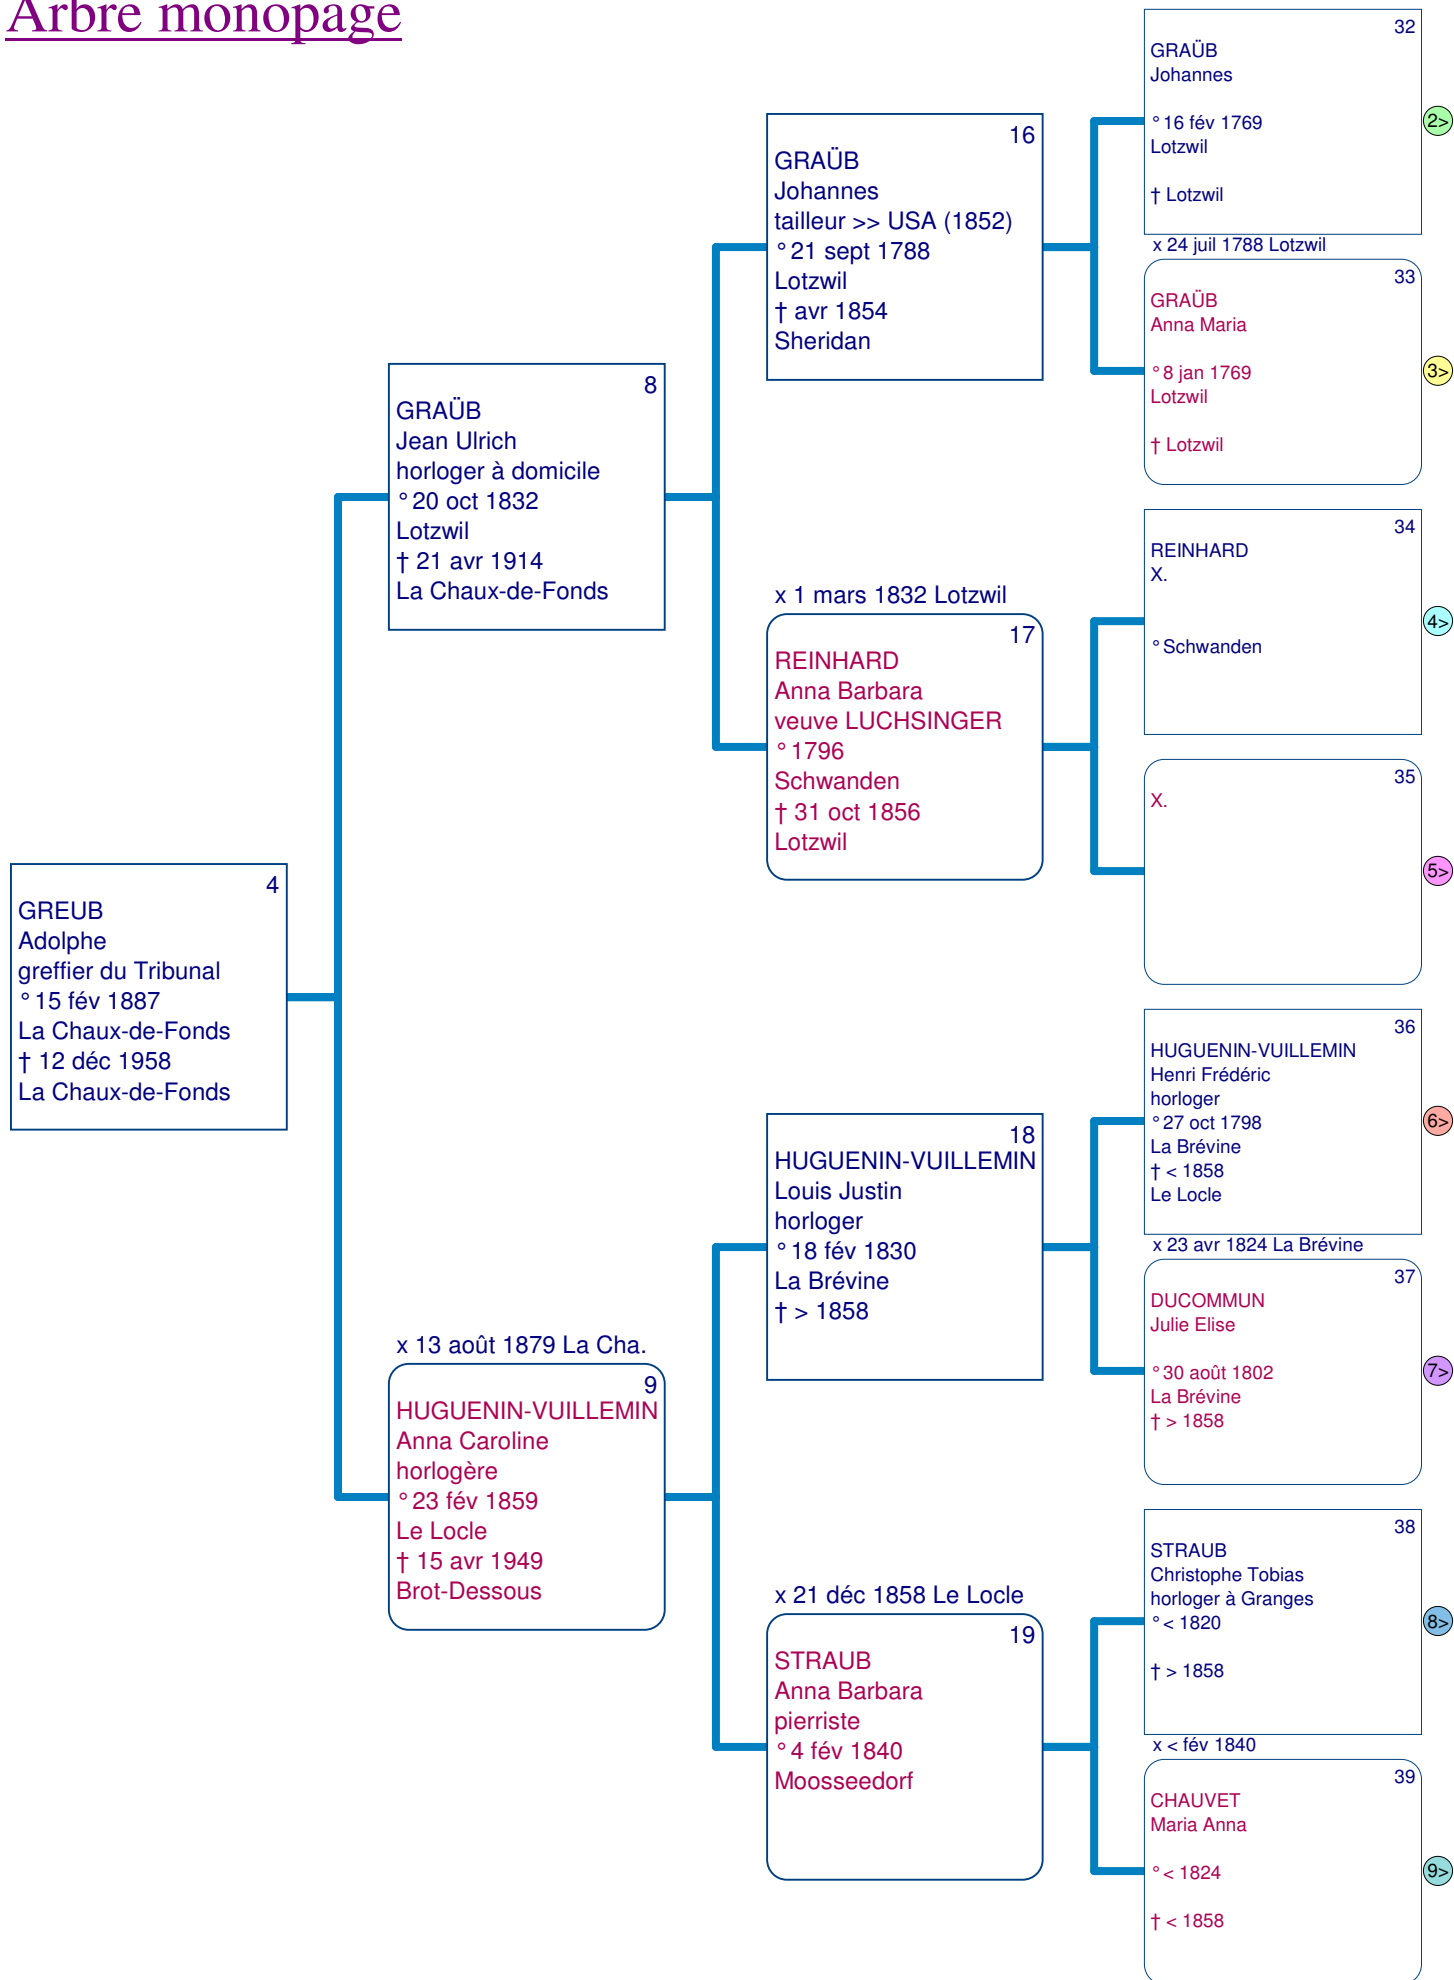 Arbre monopage
4
GREUB
Adolphe
greffier du Tribunal
° 15 fév 1887
La Chaux-de-Fonds
† 12 déc 1958
La Chaux-de-Fonds
8
GRAÜB
Jean Ulrich
horloger à domicile
° 20 oct 1832
Lotzwil
† 21 avr 1914
La Chaux-de-Fonds
x 13 août 1879 La Cha.
9
HUGUENIN-VUILLEMIN
Anna Caroline
horlogère
° 23 fév 1859
Le Locle
† 15 avr 1949
Brot-Dessous
16
GRAÜB
Johannes
tailleur >> USA (1852)
° 21 sept 1788
Lotzwil
† avr 1854
Sheridan
x 1 mars 1832 Lotzwil
17
REINHARD
Anna Barbara
veuve LUCHSINGER
° 1796
Schwanden
† 31 oct 1856
Lotzwil
18
HUGUENIN-VUILLEMIN
Louis Justin
horloger
° 18 fév 1830
La Brévine
† > 1858
x 21 déc 1858 Le Locle
19
STRAUB
Anna Barbara
pierriste
° 4 fév 1840
Moosseedorf
32
GRAÜB
Johannes
° 16 fév 1769
Lotzwil
† Lotzwil
2>
x 24 juil 1788 Lotzwil
33
GRAÜB
Anna Maria
° 8 jan 1769
Lotzwil
† Lotzwil
3>
34
REINHARD
X.
° Schwanden
4>
35
X.
5>
36
HUGUENIN-VUILLEMIN
Henri Frédéric
horloger
° 27 oct 1798
La Brévine
† < 1858
Le Locle
6>
x 23 avr 1824 La Brévine
37
DUCOMMUN
Julie Elise
° 30 août 1802
La Brévine
† > 1858
7>
38
STRAUB
Christophe Tobias
horloger à Granges
° < 1820
† > 1858
8>
x < fév 1840
39
CHAUVET
Maria Anna
° < 1824
† < 1858
9>